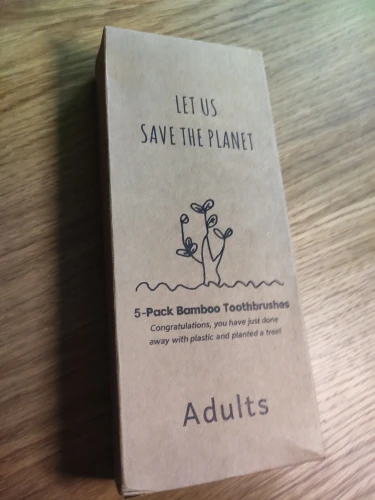 LET US
SAVE THE PLANET
5-Pack Bamboo Toothbrushes
Congratulations, you have just done
away with plastic and planted a tree!
Adults